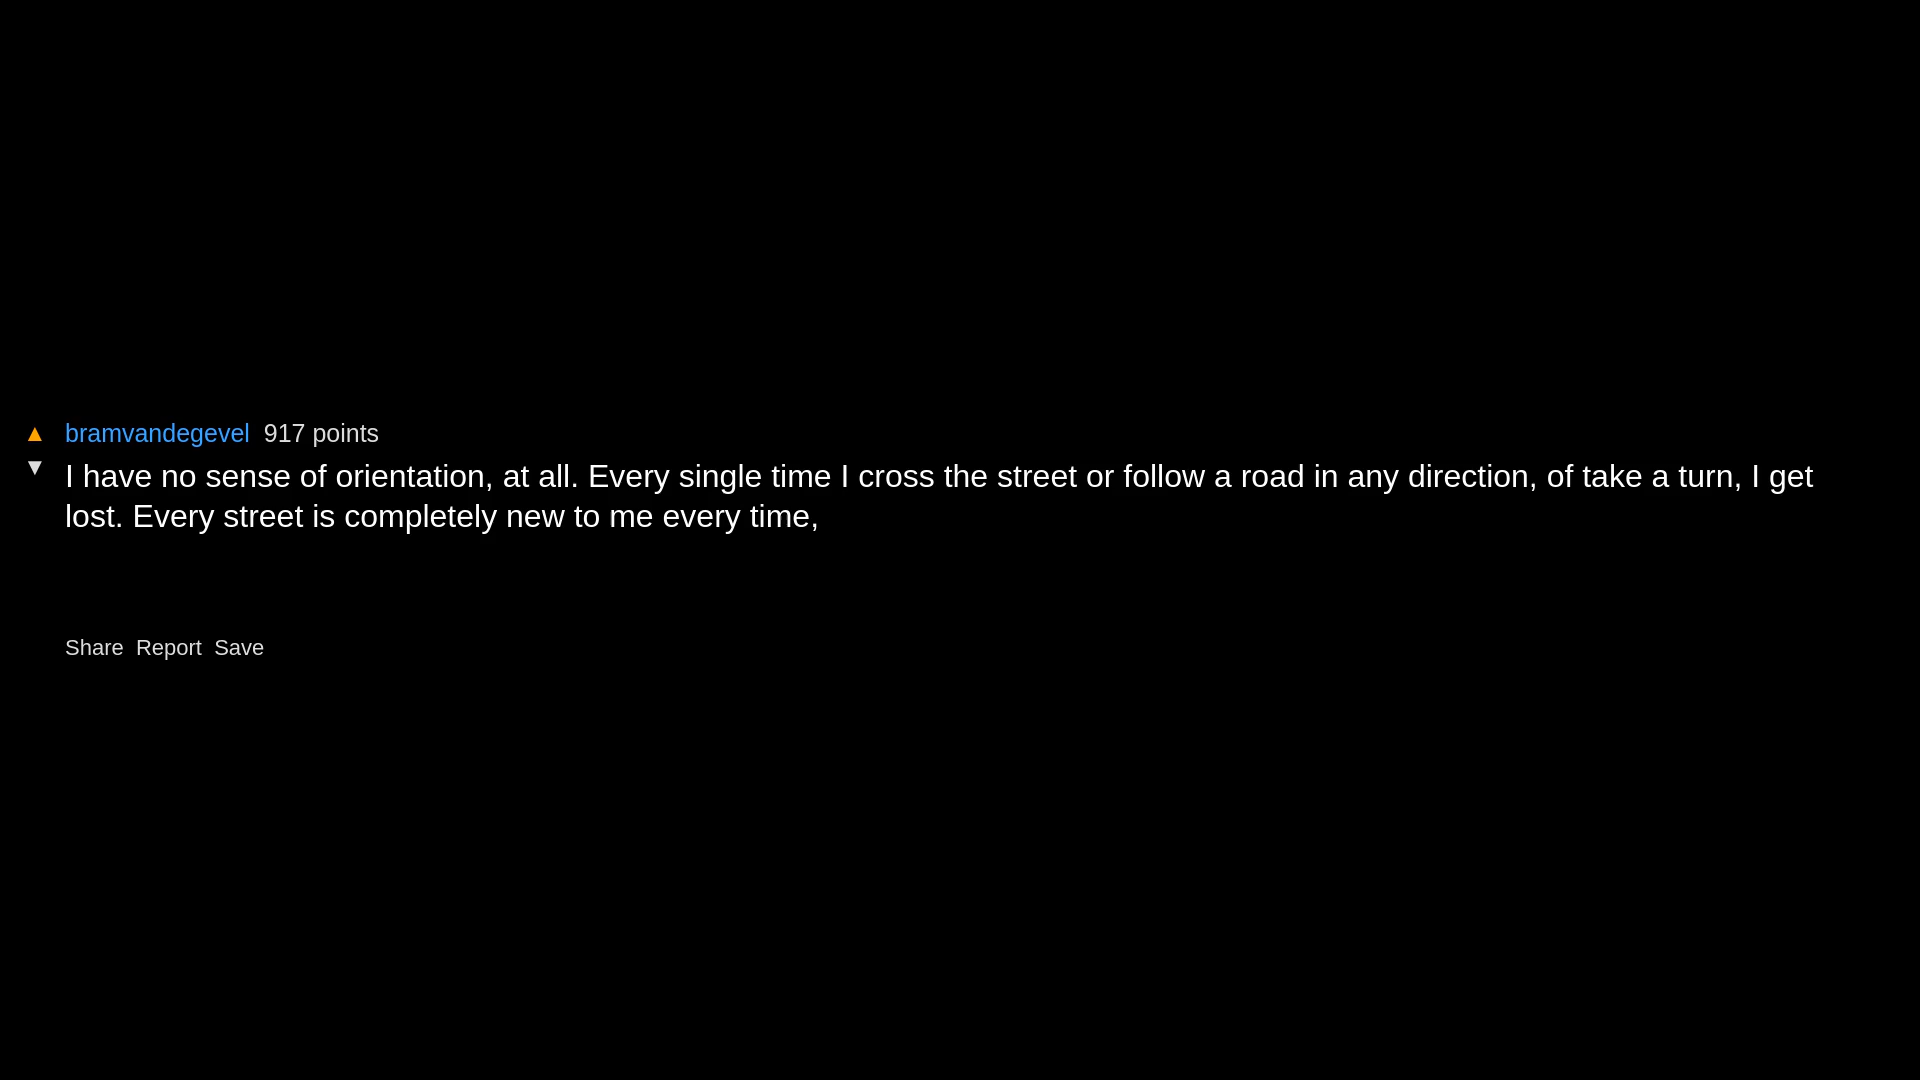 ▲ bramvandegevel 917 points
▼ I have no sense of orientation, at all. Every single time I cross the street or follow a road in any direction, of take a turn, I get
lost. Every street is completely new to me every time,
Share Report Save